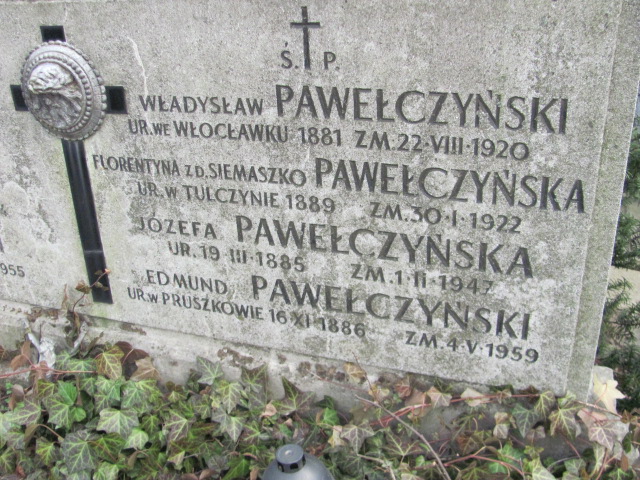 Ś. P.
WŁADYSŁAW PAWEŁCZYŃSKI
UR. WE WŁOCŁAWKU 1881 ZM. 22·VIII·1920
FLORENTYNA Z D. SIEMASZKO PAWEŁCZYŃSKA
UR. W TULCZYNIE 1889 ZM. 30·I·1922
JÓZEFA PAWEŁCZYŃSKA
UR. 19 III·1885 ZM. 1·II·1947
EDMUND PAWEŁCZYŃSKI
UR. W PRUSZKOWIE 16 XI 1886 ZM. 4·V·1959
1955